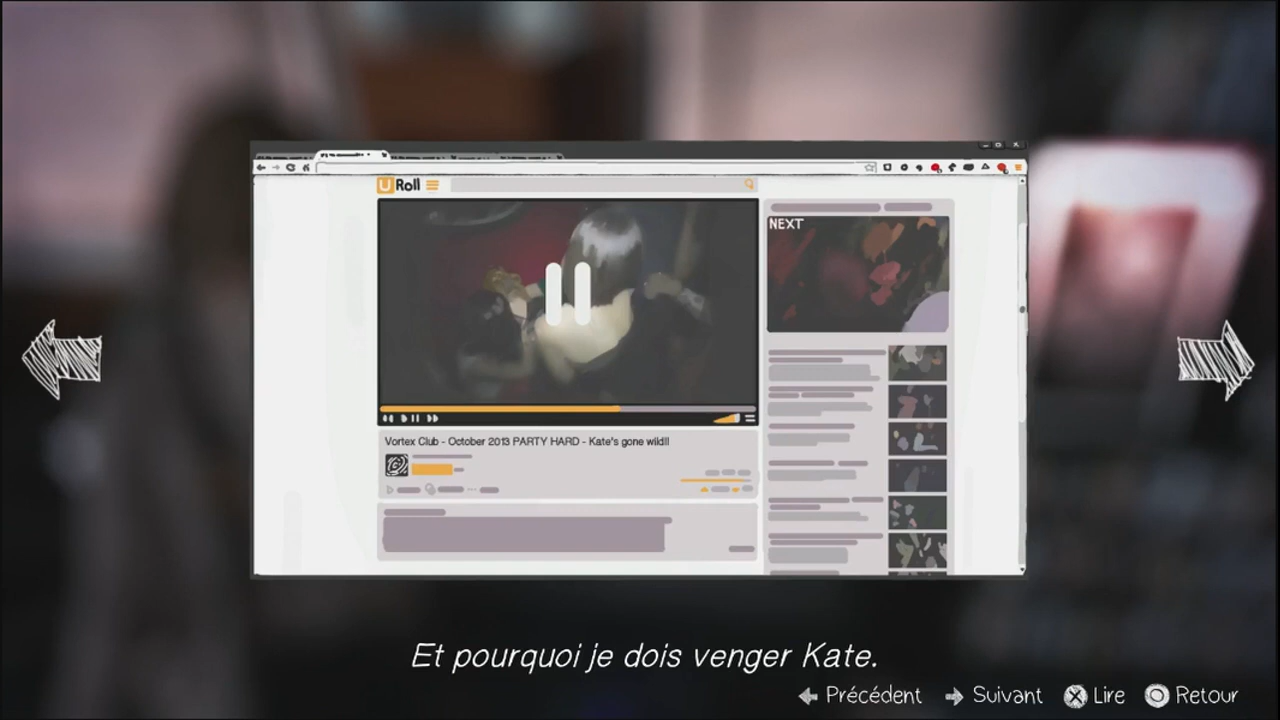 U Roll
NEXT
Vortex Club - October 2013 PARTY HARD - Kate's gone wild!!
Et pourquoi je dois venger Kate.
Précédent Suivant Lire Retour